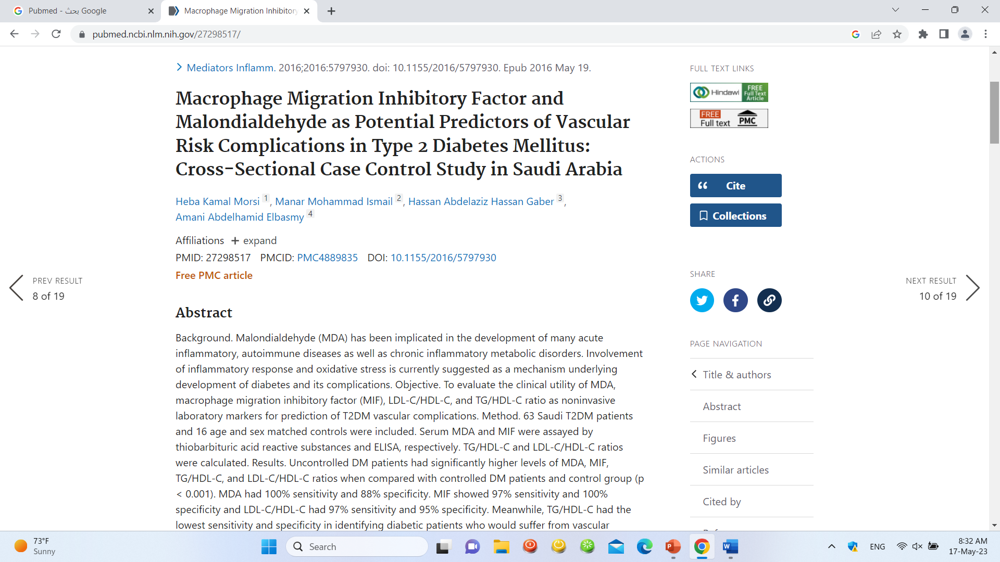 Pubmed - بحث Google
Macrophage Migration Inhibitory
pubmed.ncbi.nlm.nih.gov/27298517/
Mediators Inflamm. 2016;2016:5797930. doi: 10.1155/2016/5797930. Epub 2016 May 19.
Macrophage Migration Inhibitory Factor and
Malondialdehyde as Potential Predictors of Vascular
Risk Complications in Type 2 Diabetes Mellitus:
Cross-Sectional Case Control Study in Saudi Arabia
Heba Kamal Morsi 1, Manar Mohammad Ismail 2, Hassan Abdelaziz Hassan Gaber 3,
Amani Abdelhamid Elbasmy 4
Affiliations + expand
PMID: 27298517 PMCID: PMC4889835 DOI: 10.1155/2016/5797930
Free PMC article
PREV RESULT
8 of 19
Abstract
Background. Malondialdehyde (MDA) has been implicated in the development of many acute
inflammatory, autoimmune diseases as well as chronic inflammatory metabolic disorders. Involvement
of inflammatory response and oxidative stress is currently suggested as a mechanism underlying
development of diabetes and its complications. Objective. To evaluate the clinical utility of MDA,
macrophage migration inhibitory factor (MIF), LDL-C/HDL-C, and TG/HDL-C ratio as noninvasive
laboratory markers for prediction of T2DM vascular complications. Method. 63 Saudi T2DM patients
and 16 age and sex matched controls were included. Serum MDA and MIF were assayed by
thiobarbituric acid reactive substances and ELISA, respectively. TG/HDL-C and LDL-C/HDL-C ratios
were calculated. Results. Uncontrolled DM patients had significantly higher levels of MDA, MIF,
TG/HDL-C, and LDL-C/HDL-C ratios when compared with controlled DM patients and control group (p
< 0.001). MDA had 100% sensitivity and 88% specificity. MIF showed 97% sensitivity and 100%
specificity and LDL-C/HDL-C had 97% sensitivity and 95% specificity. Meanwhile, TG/HDL-C had the
lowest sensitivity and specificity in identifying diabetic patients who would suffer from vascular
FULL TEXT LINKS
Hindawi
FREE
Full Text
Article
FREE
Full text PMC
ACTIONS
Cite
Collections
SHARE
NEXT RESULT
10 of 19
PAGE NAVIGATION
Title & authors
Abstract
Figures
Similar articles
Cited by
73°F
Sunny
Search
ENG
8:32 AM
17-May-23